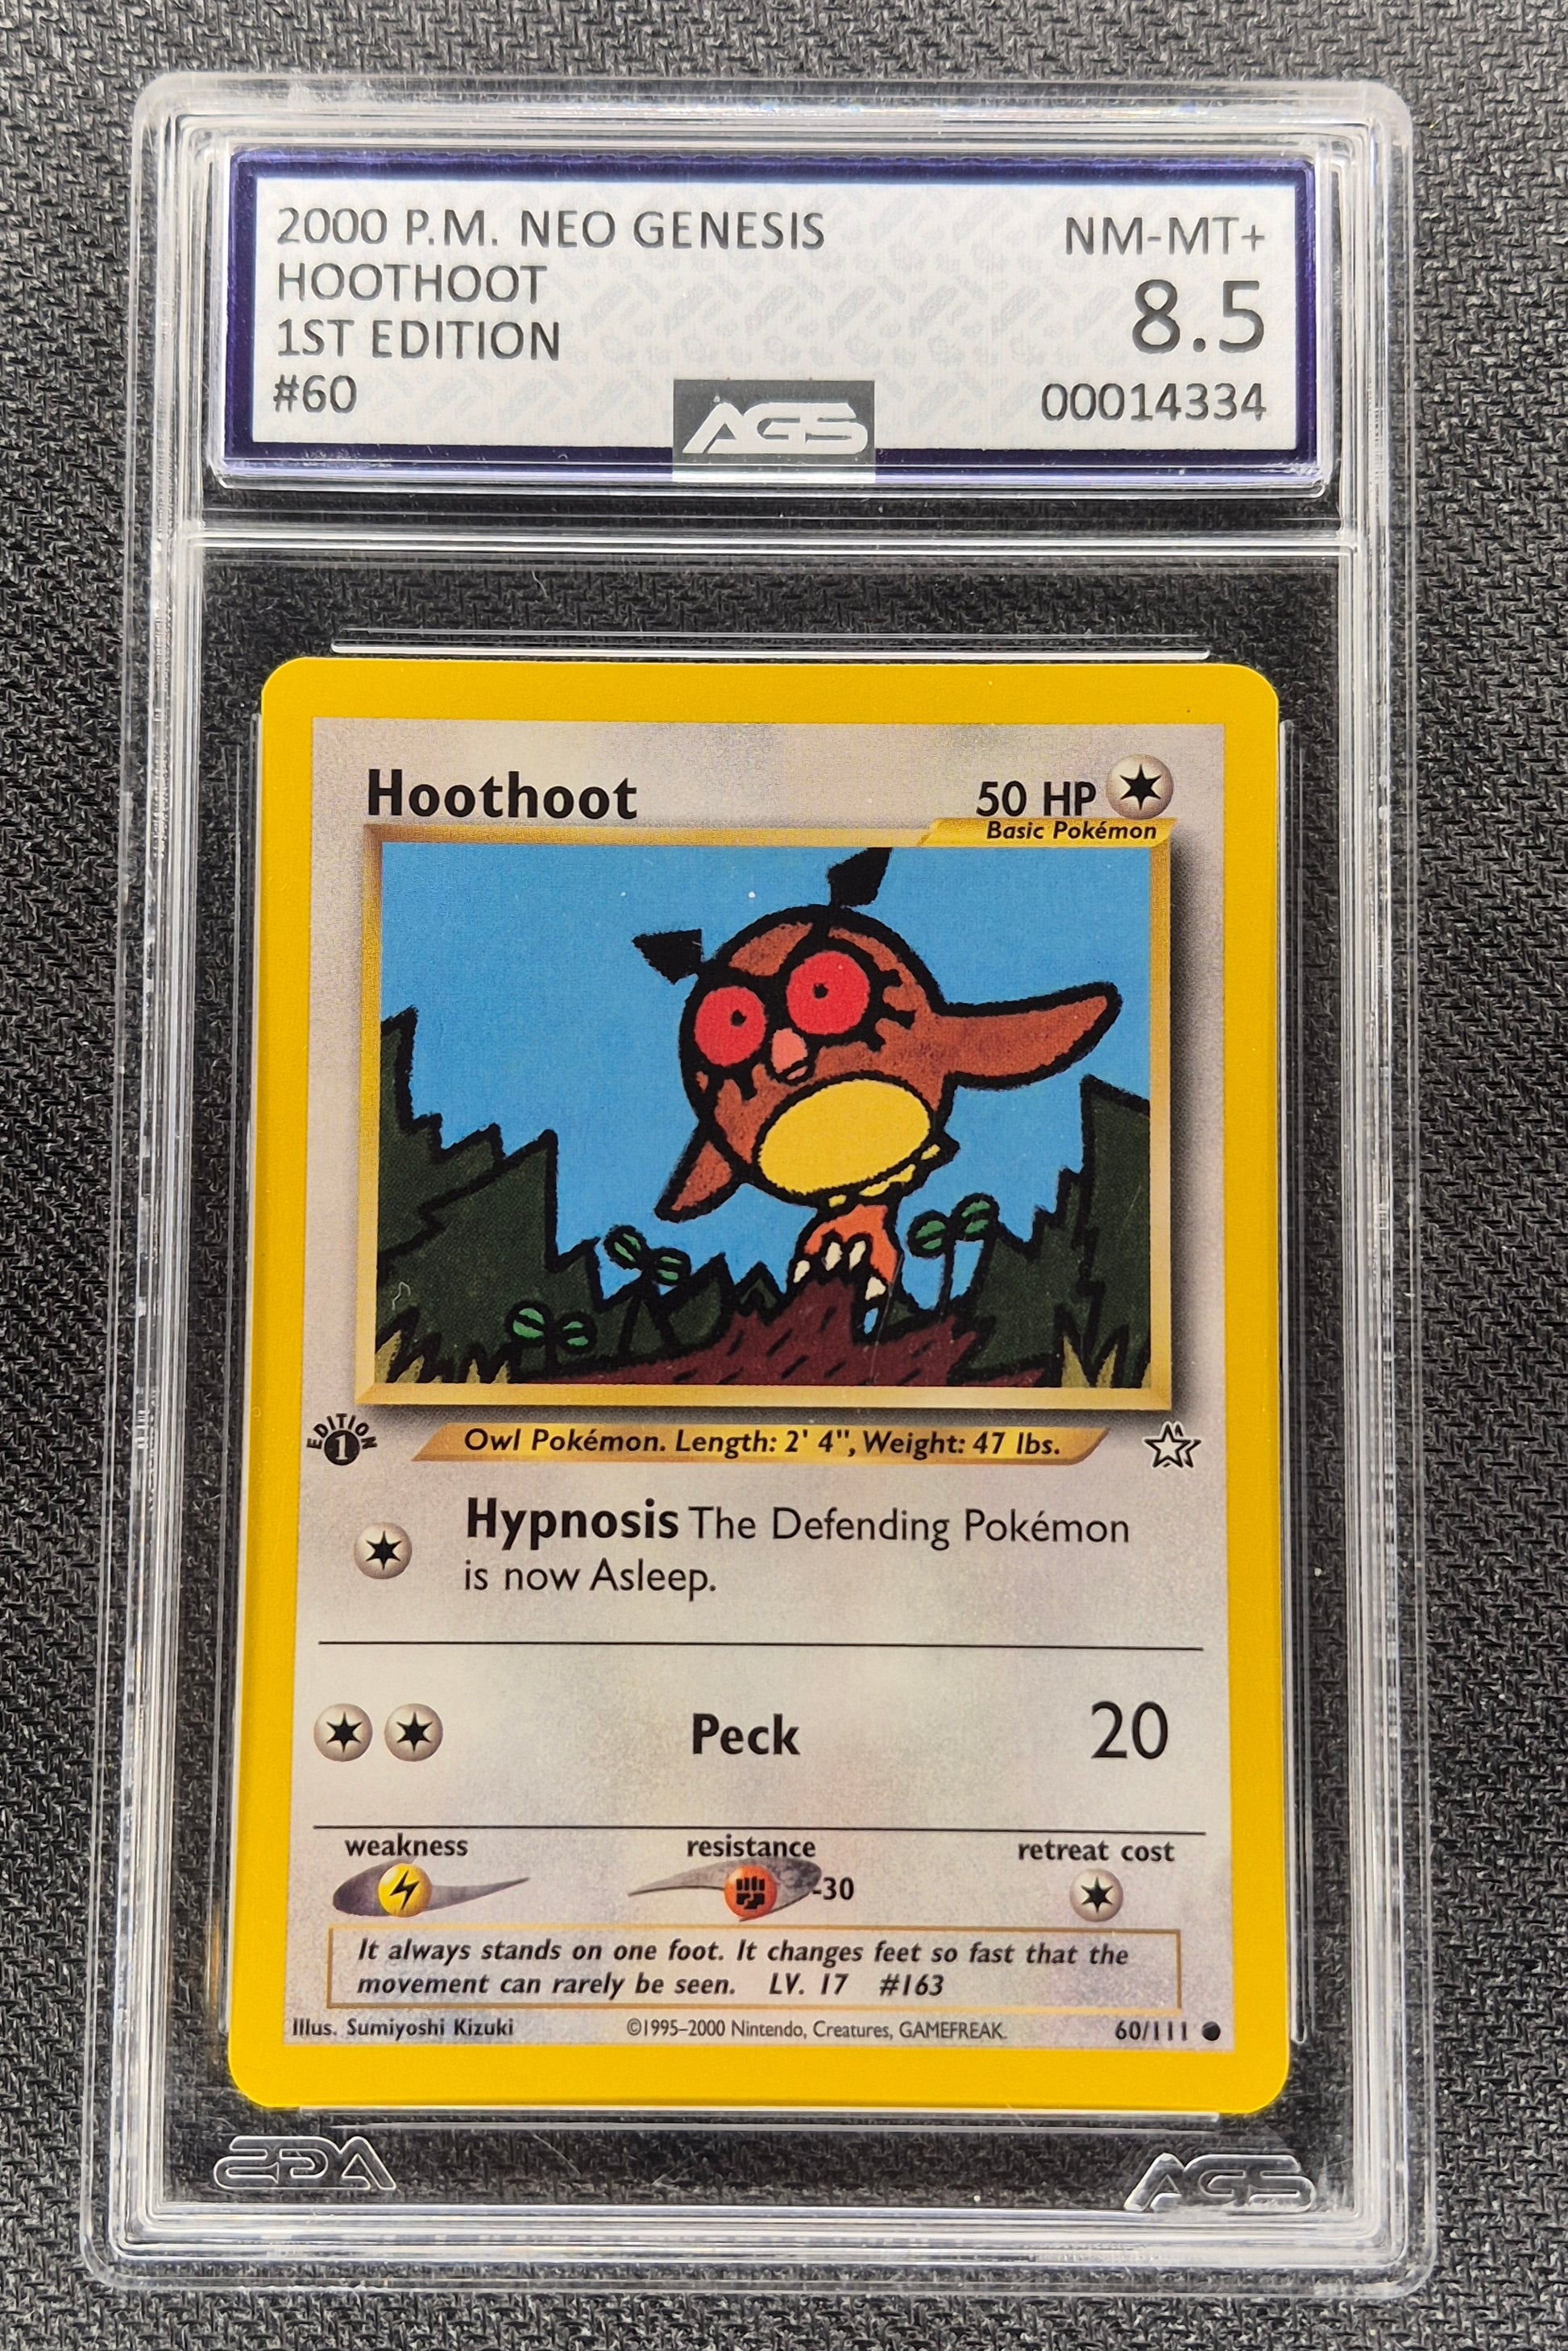 2000 P.M. NEO GENESIS
HOOTHOOT
1ST EDITION
#60
NM-MT+
8.5
00014334
AGS
Hoothoot
50 HP
Basic Pokémon
EDITION
1
Owl Pokémon. Length: 2' 4", Weight: 47 lbs.
Hypnosis The Defending Pokémon
is now Asleep.
Peck 20
weakness resistance retreat cost
-30
It always stands on one foot. It changes feet so fast that the
movement can rarely be seen. LV. 17 #163
Illus. Sumiyoshi Kizuki ©1995-2000 Nintendo, Creatures, GAMEFREAK. 60/111
AGS AGS